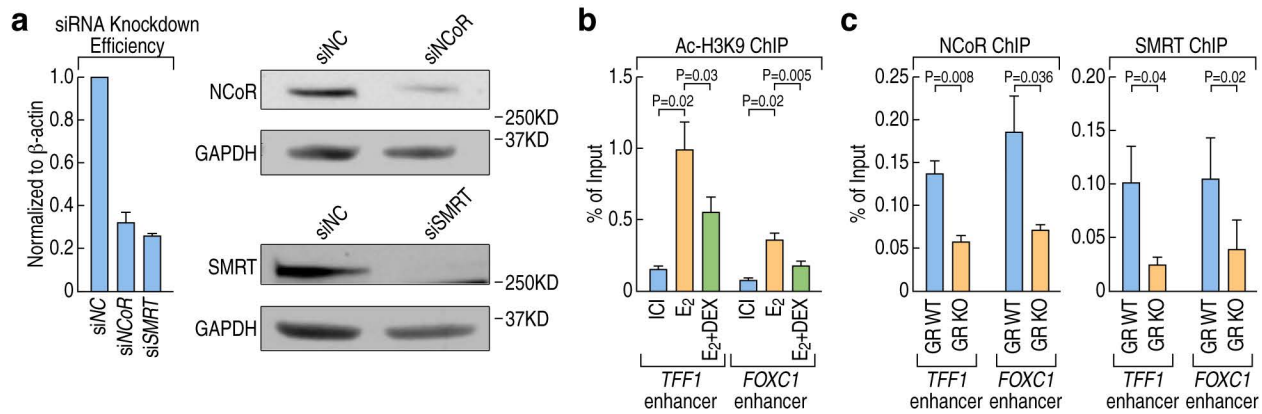 a
siRNA Knockdown
Efficiency
Normalized to β-actin
1.0
0.8
0.6
0.4
0.2
0
siNC
siNCoR
siSMRT
siNC
siNCoR
NCoR
-250KD
GAPDH
-37KD
siNC
siSMRT
SMRT
-250KD
GAPDH
-37KD
b
Ac-H3K9 ChIP
% of Input
1.5
1.0
0.5
0
P=0.02
P=0.03
P=0.02
P=0.005
ICI
E₂
E₂+DEX
ICI
E₂
E₂+DEX
TFF1
enhancer
FOXC1
enhancer
c
NCoR ChIP
% of Input
0.25
0.20
0.15
0.10
0.05
0
P=0.008
P=0.036
GR WT
GR KO
GR WT
GR KO
TFF1
enhancer
FOXC1
enhancer
SMRT ChIP
0.20
0.15
0.10
0.05
0
P=0.04
P=0.02
GR WT
GR KO
GR WT
GR KO
TFF1
enhancer
FOXC1
enhancer